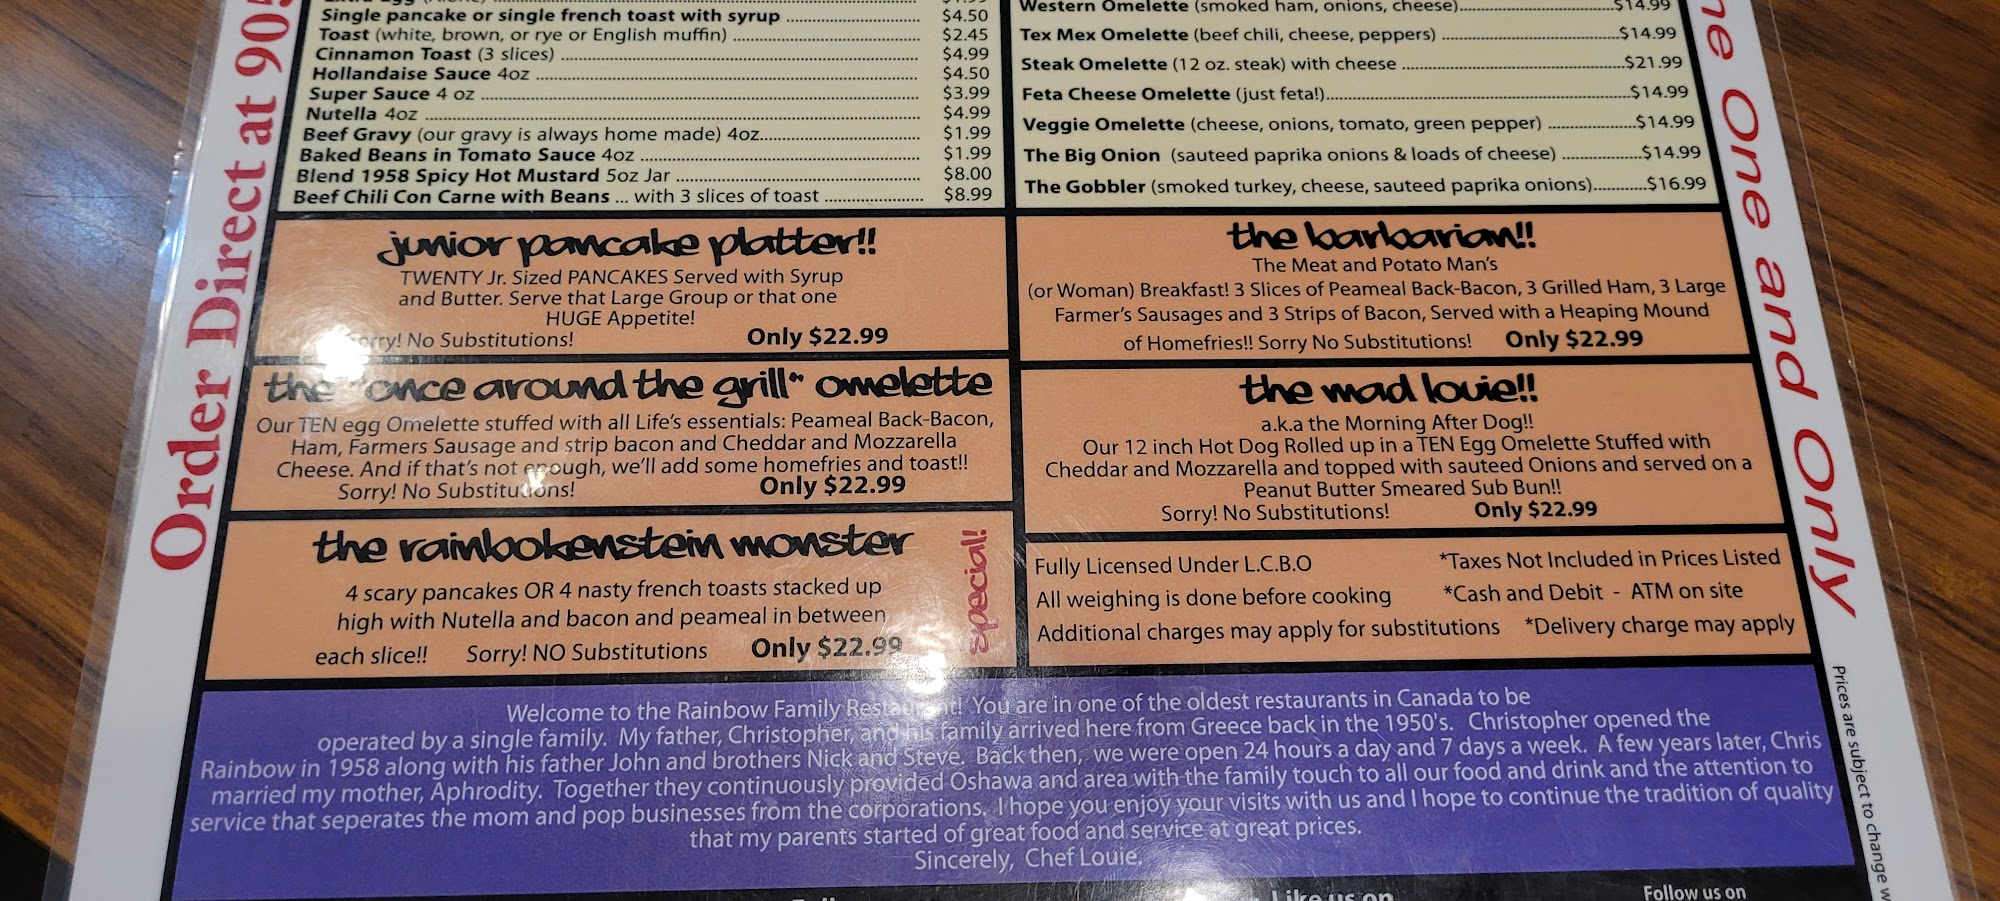 Order Direct at 905
Single pancake or single french toast with syrup $4.50
Toast (white, brown, or rye or English muffin) $2.45
Cinnamon Toast (3 slices) $4.99
Hollandaise Sauce 4oz $4.50
Super Sauce 4 oz $3.99
Nutella 4oz $4.99
Beef Gravy (our gravy is always home made) 4oz $1.99
Baked Beans in Tomato Sauce 4oz $1.99
Blend 1958 Spicy Hot Mustard 5oz Jar $8.00
Beef Chili Con Carne with Beans ... with 3 slices of toast $8.99
Western Omelette (smoked ham, onions, cheese) $14.99
Tex Mex Omelette (beef chili, cheese, peppers) $14.99
Steak Omelette (12 oz. steak) with cheese $21.99
Feta Cheese Omelette (just feta!) $14.99
Veggie Omelette (cheese, onions, tomato, green pepper) $14.99
The Big Onion (sauteed paprika onions & loads of cheese) $14.99
The Gobbler (smoked turkey, cheese, sauteed paprika onions) $16.99
One and Only
junior pancake platter!!
TWENTY Jr. Sized PANCAKES Served with Syrup
and Butter. Serve that Large Group or that one
HUGE Appetite!
Sorry! No Substitutions! Only $22.99
the barbarian!!
The Meat and Potato Man's
(or Woman) Breakfast! 3 Slices of Peameal Back-Bacon, 3 Grilled Ham, 3 Large
Farmer's Sausages and 3 Strips of Bacon, Served with a Heaping Mound
of Homefries!! Sorry No Substitutions! Only $22.99
the "once around the grill" omelette
Our TEN egg Omelette stuffed with all Life's essentials: Peameal Back-Bacon,
Ham, Farmers Sausage and strip bacon and Cheddar and Mozzarella
Cheese. And if that's not enough, we'll add some homefries and toast!!
Sorry! No Substitutions! Only $22.99
the mad louie!!
a.k.a the Morning After Dog!!
Our 12 inch Hot Dog Rolled up in a TEN Egg Omelette Stuffed with
Cheddar and Mozzarella and topped with sauteed Onions and served on a
Peanut Butter Smeared Sub Bun!!
Sorry! No Substitutions! Only $22.99
the rainbokenstein monster
4 scary pancakes OR 4 nasty french toasts stacked up
high with Nutella and bacon and peameal in between
each slice!! Sorry! NO Substitutions Only $22.99
special!
Fully Licensed Under L.C.B.O *Taxes Not Included in Prices Listed
All weighing is done before cooking *Cash and Debit - ATM on site
Additional charges may apply for substitutions *Delivery charge may apply
Prices are subject to change
Welcome to the Rainbow Family Restaurant! You are in one of the oldest restaurants in Canada to be
operated by a single family. My father, Christopher, and his family arrived here from Greece back in the 1950's. Christopher opened the
Rainbow in 1958 along with his father John and brothers Nick and Steve. Back then, we were open 24 hours a day and 7 days a week. A few years later, Chris
married my mother, Aphrodity. Together they continuously provided Oshawa and area with the family touch to all our food and drink and the attention to
service that seperates the mom and pop businesses from the corporations. I hope you enjoy your visits with us and I hope to continue the tradition of quality
that my parents started of great food and service at great prices.
Sincerely, Chef Louie.
Like us on
Follow us on